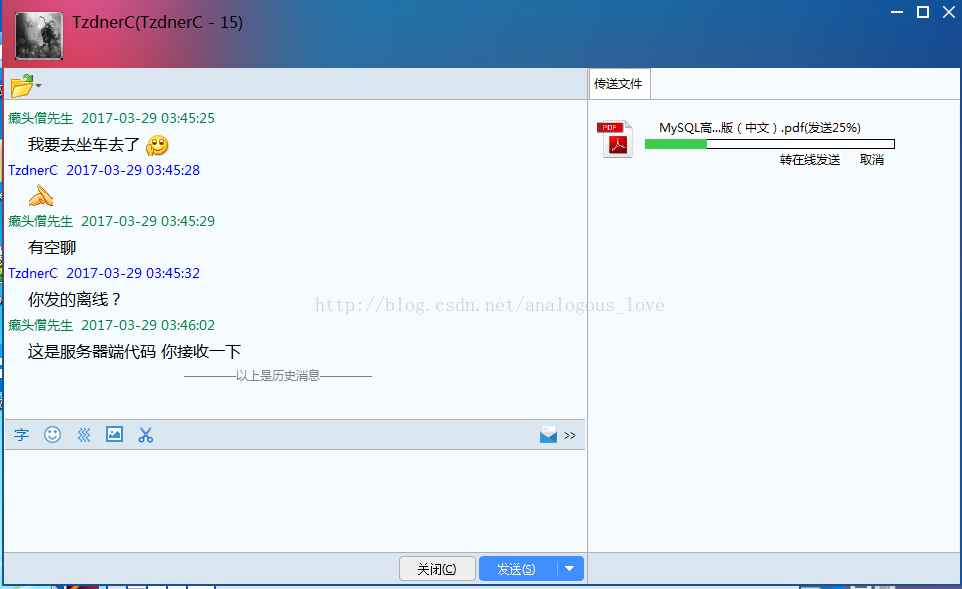 TzdnerC(TzdnerC - 15)
癞头僧先生 2017-03-29 03:45:25
我要去坐车去了
TzdnerC 2017-03-29 03:45:28
癞头僧先生 2017-03-29 03:45:29
有空聊
TzdnerC 2017-03-29 03:45:32
你发的离线？
癞头僧先生 2017-03-29 03:46:02
这是服务器端代码 你接收一下
————以上是历史消息————
字
>>
关闭(C)
发送(S)
传送文件
PDF
MySQL高...版（中文）.pdf(发送25%)
转在线发送 取消
http://blog.csdn.net/analogous_love